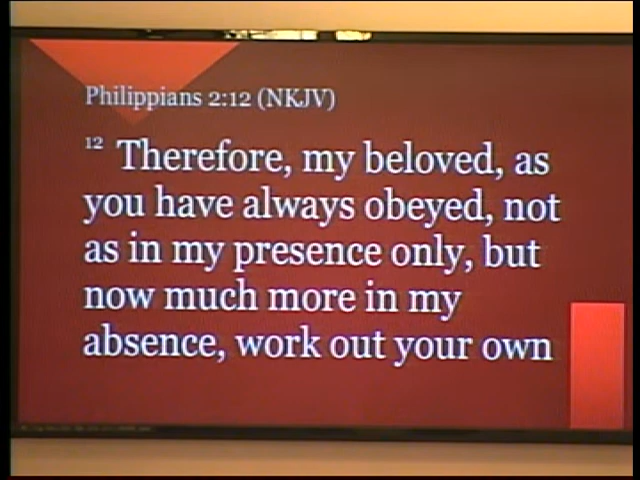 Philippians 2:12 (NKJV)
12 Therefore, my beloved, as
you have always obeyed, not
as in my presence only, but
now much more in my
absence, work out your own